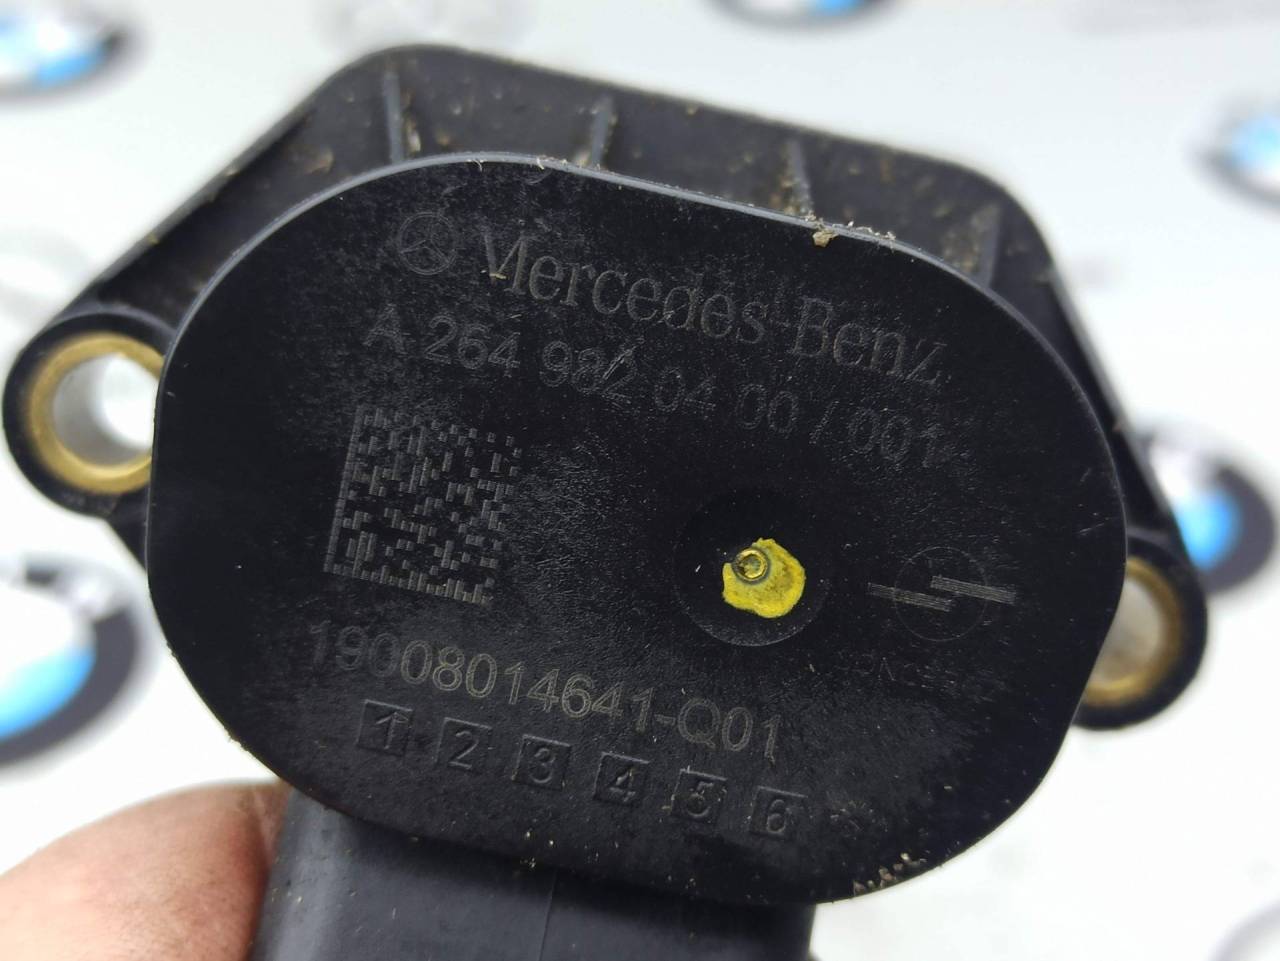 Mercedes-Benz
A 264 982 04 00 / 001
19008014641-Q01
1 2 3 4 5 6